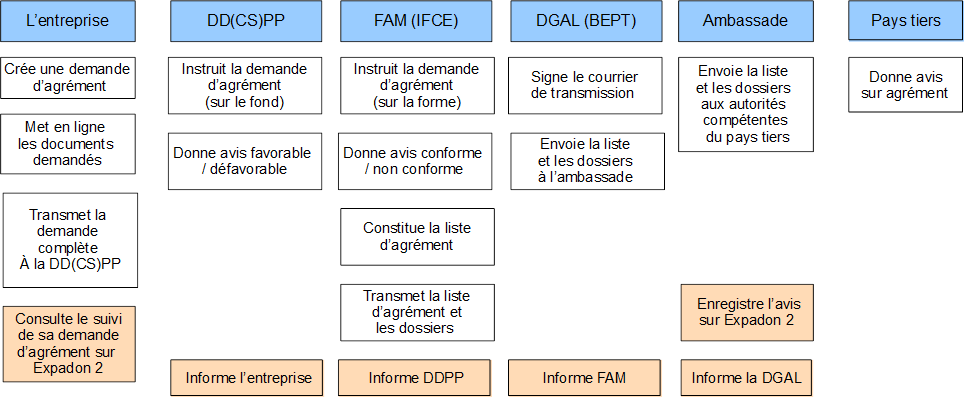 L'entreprise
Crée une demande
d'agrément
Met en ligne
les documents
demandés
Transmet la
demande
complète
À la DD(CS)PP
Consulte le suivi
de sa demande
d'agrément sur
Expadon 2
DD(CS)PP
Instruit la demande
d'agrément
(sur le fond)
Donne avis favorable
/ défavorable
Informe l'entreprise
FAM (IFCE)
Instruit la demande
d'agrément
(sur la forme)
Donne avis conforme
/ non conforme
Constitue la liste
d'agrément
Transmet la liste
d'agrément et
les dossiers
Informe DDPP
DGAL (BEPT)
Signe le courrier
de transmission
Envoie la liste
et les dossiers
à l'ambassade
Informe FAM
Ambassade
Envoie la liste
et les dossiers
aux autorités
compétentes
du pays tiers
Enregistre l'avis
sur Expadon 2
Informe la DGAL
Pays tiers
Donne avis
sur agrément